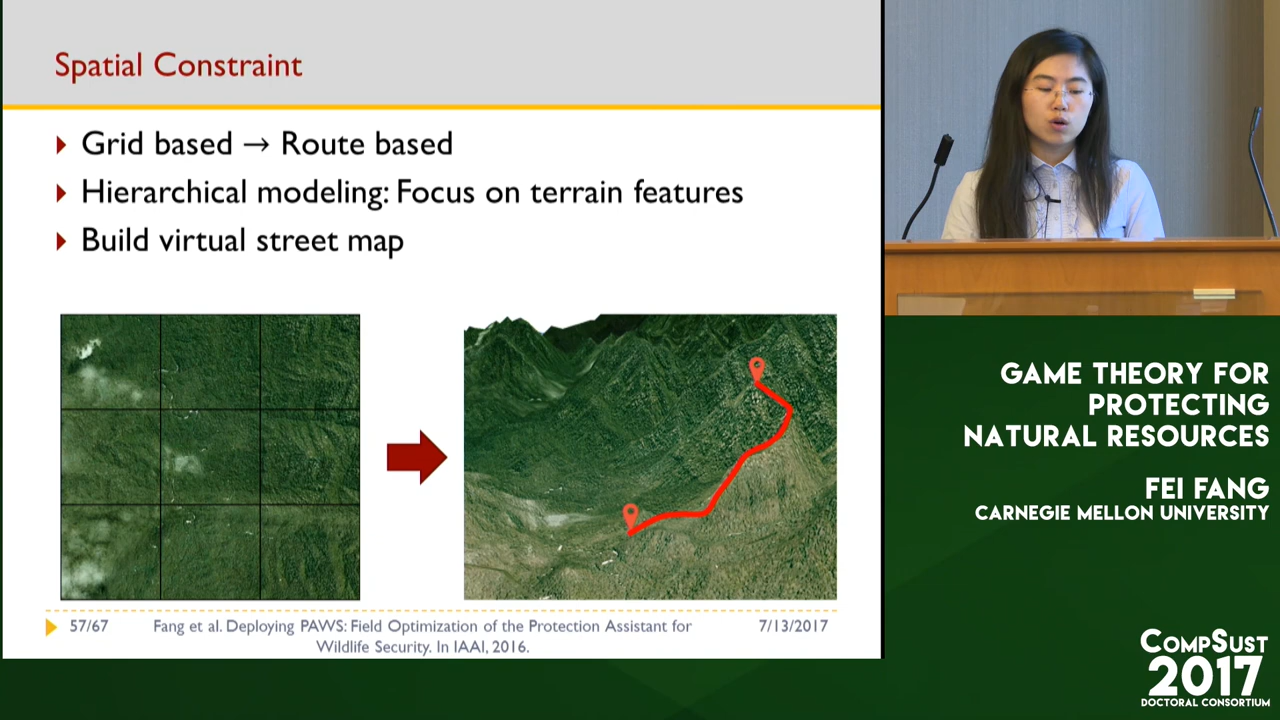 Spatial Constraint
Grid based → Route based
Hierarchical modeling: Focus on terrain features
Build virtual street map
57/67
Fang et al. Deploying PAWS: Field Optimization of the Protection Assistant for
Wildlife Security. In IAAI, 2016.
7/13/2017
GAME THEORY FOR
PROTECTING
NATURAL RESOURCES
FEI FANG
CARNEGIE MELLON UNIVERSITY
COMPSUST
2017
DOCTORAL CONSORTIUM